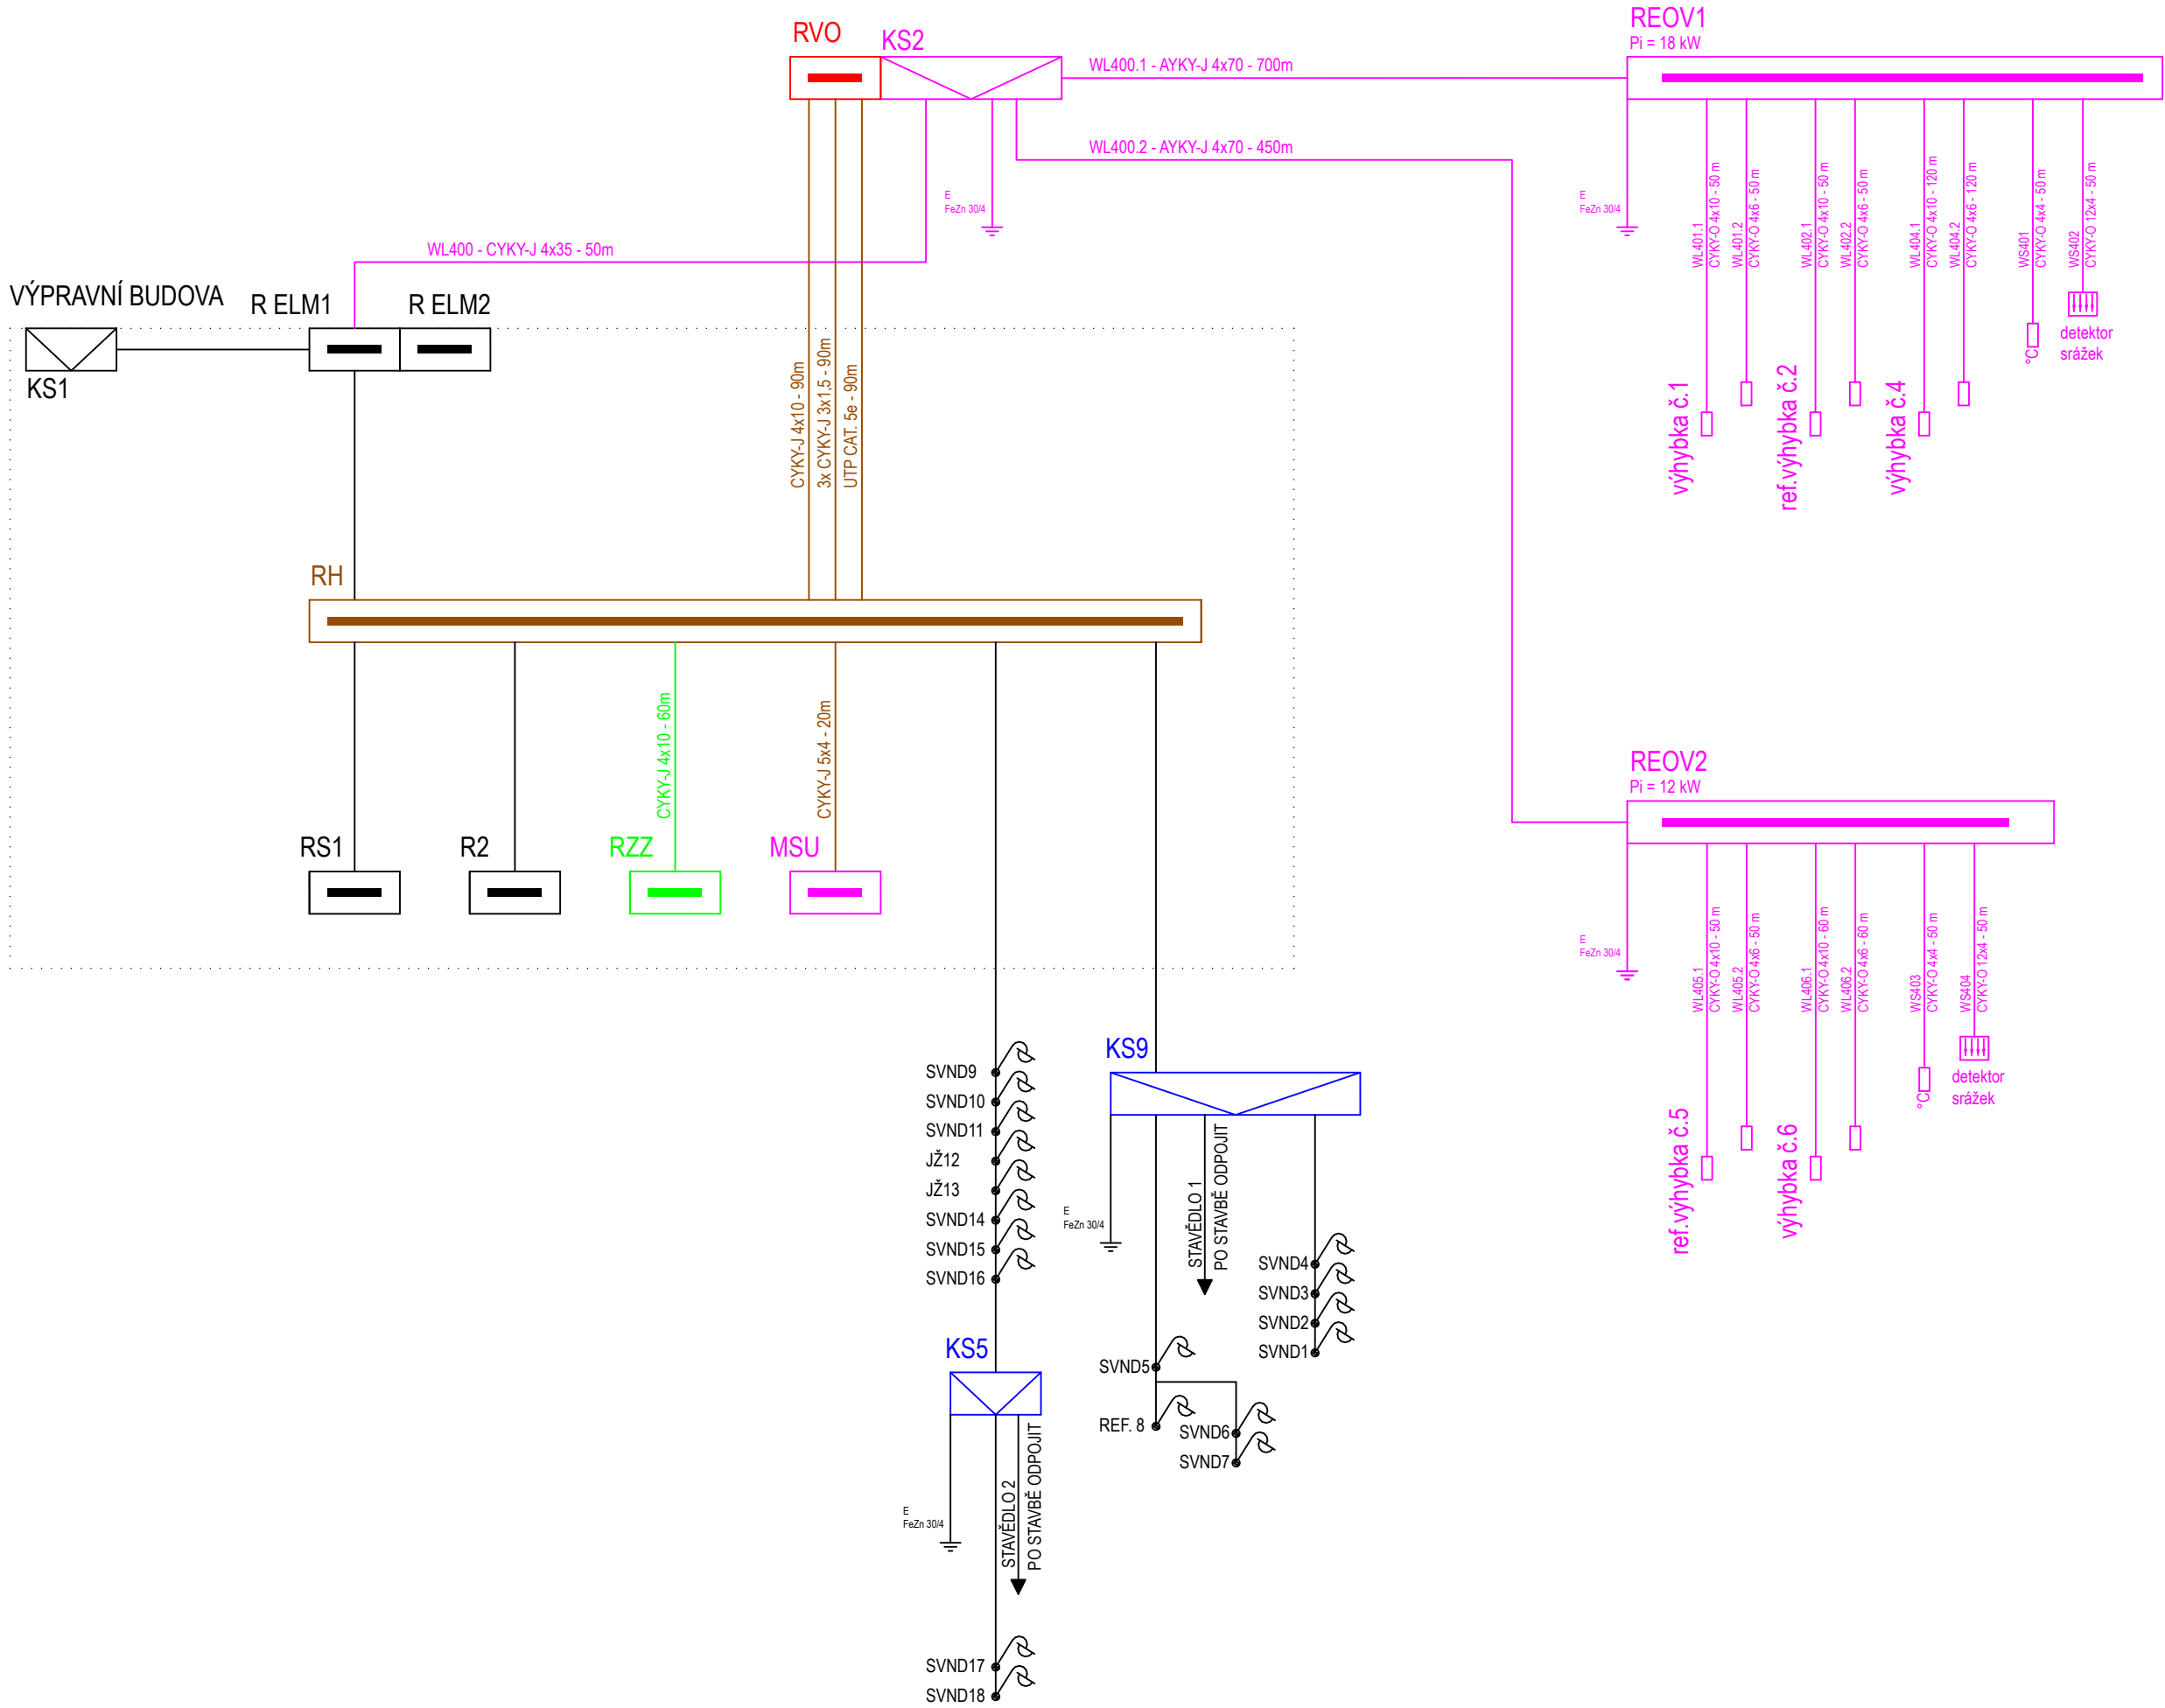 RVO
KS2
REOV1
Pi = 18 kW
WL400.1 - AYKY-J 4x70 - 700m
WL400.2 - AYKY-J 4x70 - 450m
E
FeZn 30/4
E
FeZn 30/4
WL401.1
CYKY-O 4x10 - 50 m
WL401.2
CYKY-O 4x6 - 50 m
WL402.1
CYKY-O 4x10 - 50 m
WL402.2
CYKY-O 4x6 - 50 m
WL404.1
CYKY-O 4x10 - 120 m
WL404.2
CYKY-O 4x6 - 120 m
WS401
CYKY-O 4x4 - 50 m
WS402
CYKY-O 12x4 - 50 m
°C
detektor
srážek
výhybka č.1
ref.výhybka č.2
výhybka č.4
WL400 - CYKY-J 4x35 - 50m
VÝPRAVNÍ BUDOVA
R ELM1
R ELM2
KS1
CYKY-J 4x10 - 90m
3x CYKY-J 3x1,5 - 90m
UTP CAT. 5e - 90m
RH
CYKY-J 4x10 - 60m
CYKY-J 5x4 - 20m
RS1
R2
RZZ
MSU
REOV2
Pi = 12 kW
E
FeZn 30/4
WL405.1
CYKY-O 4x10 - 50 m
WL405.2
CYKY-O 4x6 - 50 m
WL406.1
CYKY-O 4x10 - 60 m
WL406.2
CYKY-O 4x6 - 60 m
WS403
CYKY-O 4x4 - 50 m
WS404
CYKY-O 12x4 - 50 m
°C
detektor
srážek
ref.výhybka č.5
výhybka č.6
SVND9
SVND10
SVND11
JŽ12
JŽ13
SVND14
SVND15
SVND16
KS9
E
FeZn 30/4
STAVĚDLO 1
PO STAVBĚ ODPOJIT
SVND4
SVND3
SVND2
SVND1
SVND5
REF. 8
SVND6
SVND7
KS5
E
FeZn 30/4
STAVĚDLO 2
PO STAVBĚ ODPOJIT
SVND17
SVND18